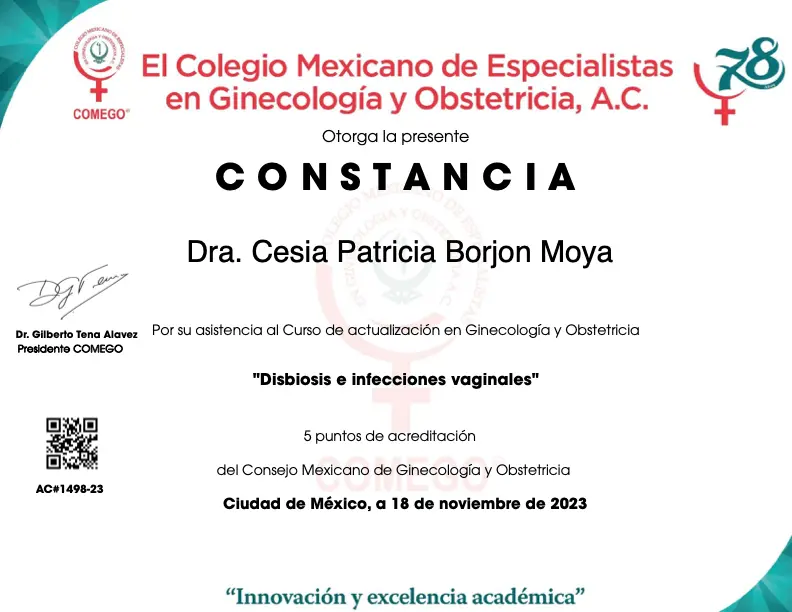 El Colegio Mexicano de Especialistas
en Ginecología y Obstetricia, A.C.
COMEGO®
78
Otorga la presente
CONSTANCIA
Dra. Cesia Patricia Borjon Moya
Dr. Gilberto Tena Alavez
Presidente COMEGO
Por su asistencia al Curso de actualización en Ginecología y Obstetricia
"Disbiosis e infecciones vaginales"
5 puntos de acreditación
del Consejo Mexicano de Ginecología y Obstetricia
COMEGO
AC#1498-23
Ciudad de México, a 18 de noviembre de 2023
“Innovación y excelencia académica”